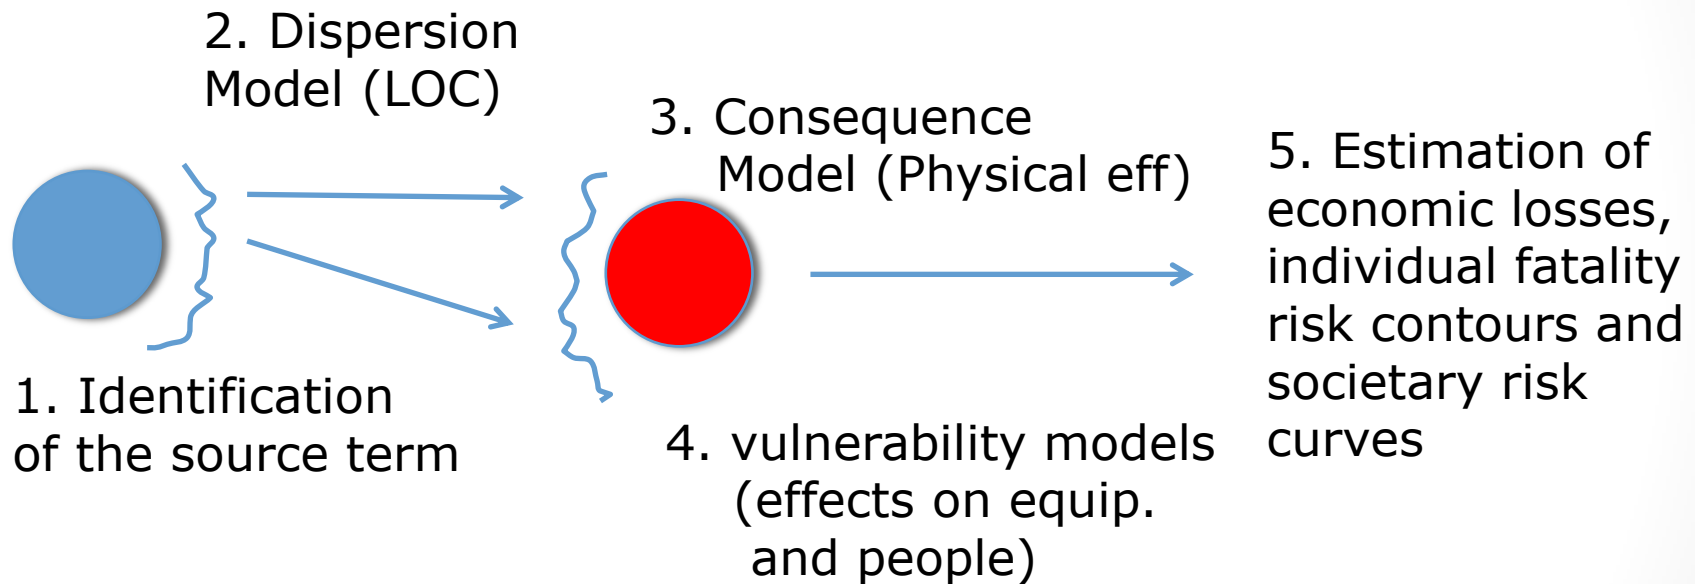 2. Dispersion
Model (LOC)
3. Consequence
Model (Physical eff)
5. Estimation of
economic losses,
individual fatality
risk contours and
societary risk
curves
1. Identification
of the source term
4. vulnerability models
(effects on equip.
and people)